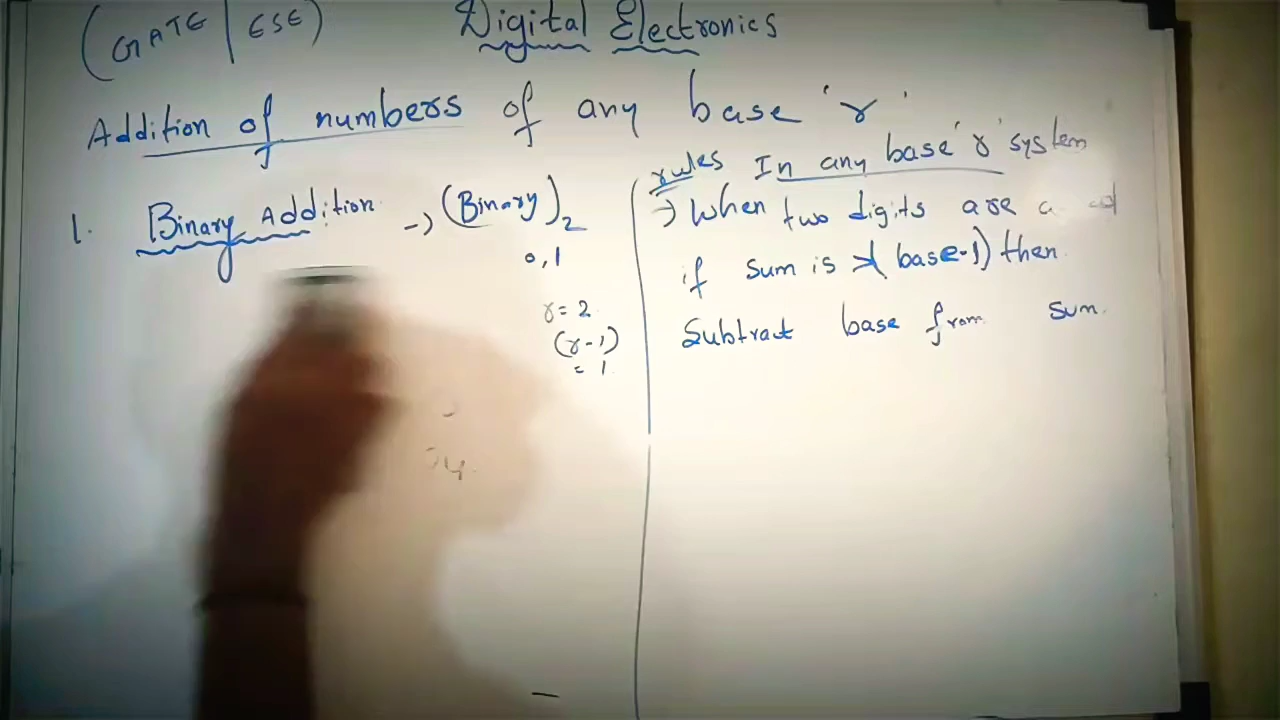 (GATE | ESE)
Digital Electronics
Addition of numbers of any base 'r'
1. Binary Addition → (Binary)2
0, 1
r = 2
(r-1)
= 1
rules In any base 'r' system
→ When two digits are
if sum is > (base-1) then
Subtract base from sum.